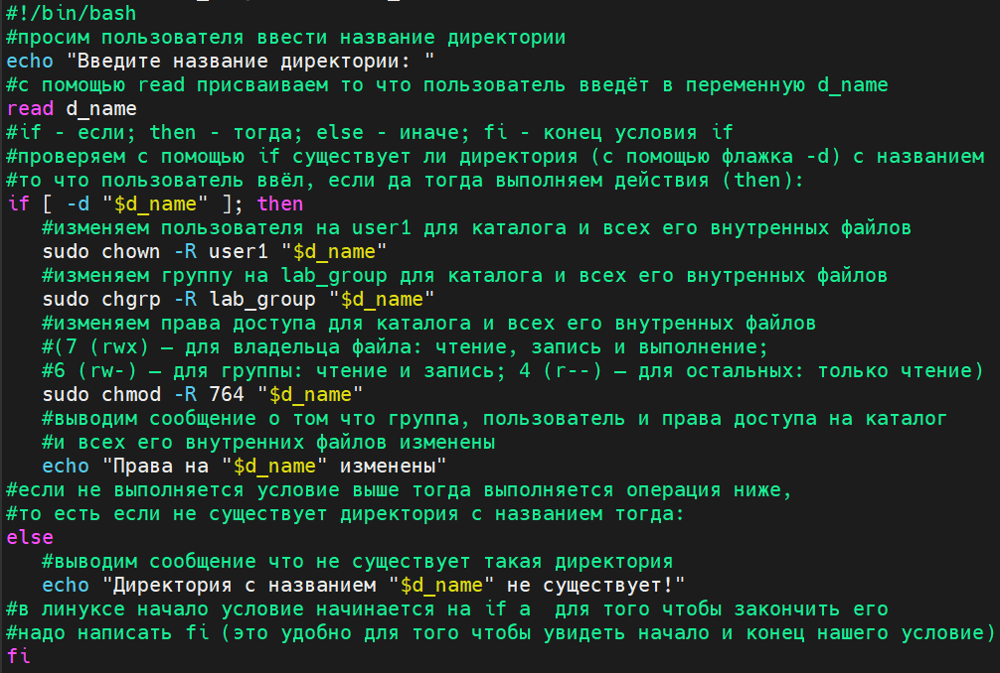 #!/bin/bash
#просим пользователя ввести название директории
echo "Введите название директории: "
#с помощью read присваиваем то что пользователь введёт в переменную d_name
read d_name
#if - если; then - тогда; else - иначе; fi - конец условия if
#проверяем с помощью if существует ли директория (с помощью флажка -d) с названием
#то что пользователь ввёл, если да тогда выполняем действия (then):
if [ -d "$d_name" ]; then
   #изменяем пользователя на user1 для каталога и всех его внутренных файлов
   sudo chown -R user1 "$d_name"
   #изменяем группу на lab_group для каталога и всех его внутренных файлов
   sudo chgrp -R lab_group "$d_name"
   #изменяем права доступа для каталога и всех его внутренных файлов
   #(7 (rwx) — для владельца файла: чтение, запись и выполнение;
   #6 (rw-) — для группы: чтение и запись; 4 (r--) — для остальных: только чтение)
   sudo chmod -R 764 "$d_name"
   #выводим сообщение о том что группа, пользователь и права доступа на каталог
   #и всех его внутренних файлов изменены
   echo "Права на "$d_name" изменены"
#если не выполняется условие выше тогда выполняется операция ниже,
#то есть если не существует директория с названием тогда:
else
   #выводим сообщение что не существует такая директория
   echo "Директория с названием "$d_name" не существует!"
#в линуксе начало условие начинается на if а  для того чтобы закончить его
#надо написать fi (это удобно для того чтобы увидеть начало и конец нашего условие)
fi